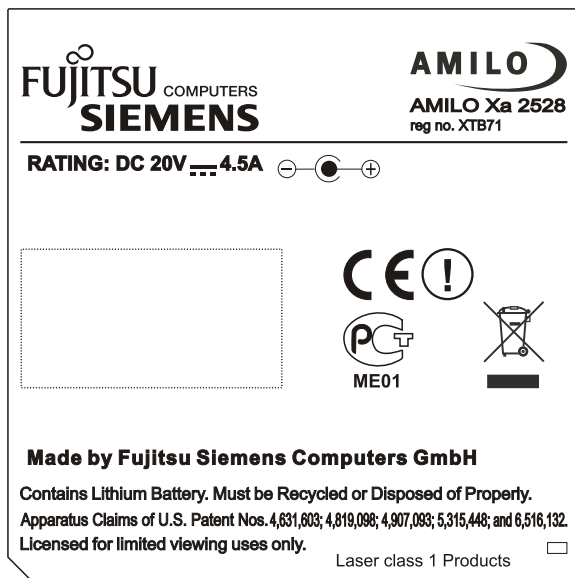 FUJITSU COMPUTERS
SIEMENS
AMILO
AMILO Xa 2528
reg no. XTB71
RATING: DC 20V 4.5A
CE !
PCT
ME01
Made by Fujitsu Siemens Computers GmbH
Contains Lithium Battery. Must be Recycled or Disposed of Properly.
Apparatus Claims of U.S. Patent Nos. 4,631,603; 4,819,098; 4,907,093; 5,315,448; and 6,516,132.
Licensed for limited viewing uses only.
Laser class 1 Products